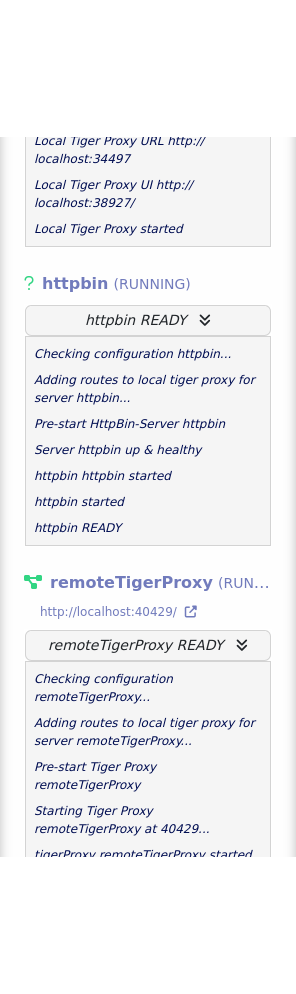 Local Tiger Proxy URL http://
localhost:34497
Local Tiger Proxy UI http://
localhost:38927/
Local Tiger Proxy started
httpbin (RUNNING)
httpbin READY
Checking configuration httpbin...
Adding routes to local tiger proxy for
server httpbin...
Pre-start HttpBin-Server httpbin
Server httpbin up & healthy
httpbin httpbin started
httpbin started
httpbin READY
remoteTigerProxy (RUN...
http://localhost:40429/
remoteTigerProxy READY
Checking configuration
remoteTigerProxy...
Adding routes to local tiger proxy for
server remoteTigerProxy...
Pre-start Tiger Proxy
remoteTigerProxy
Starting Tiger Proxy
remoteTigerProxy at 40429...
tigerProxy remoteTigerProxy started